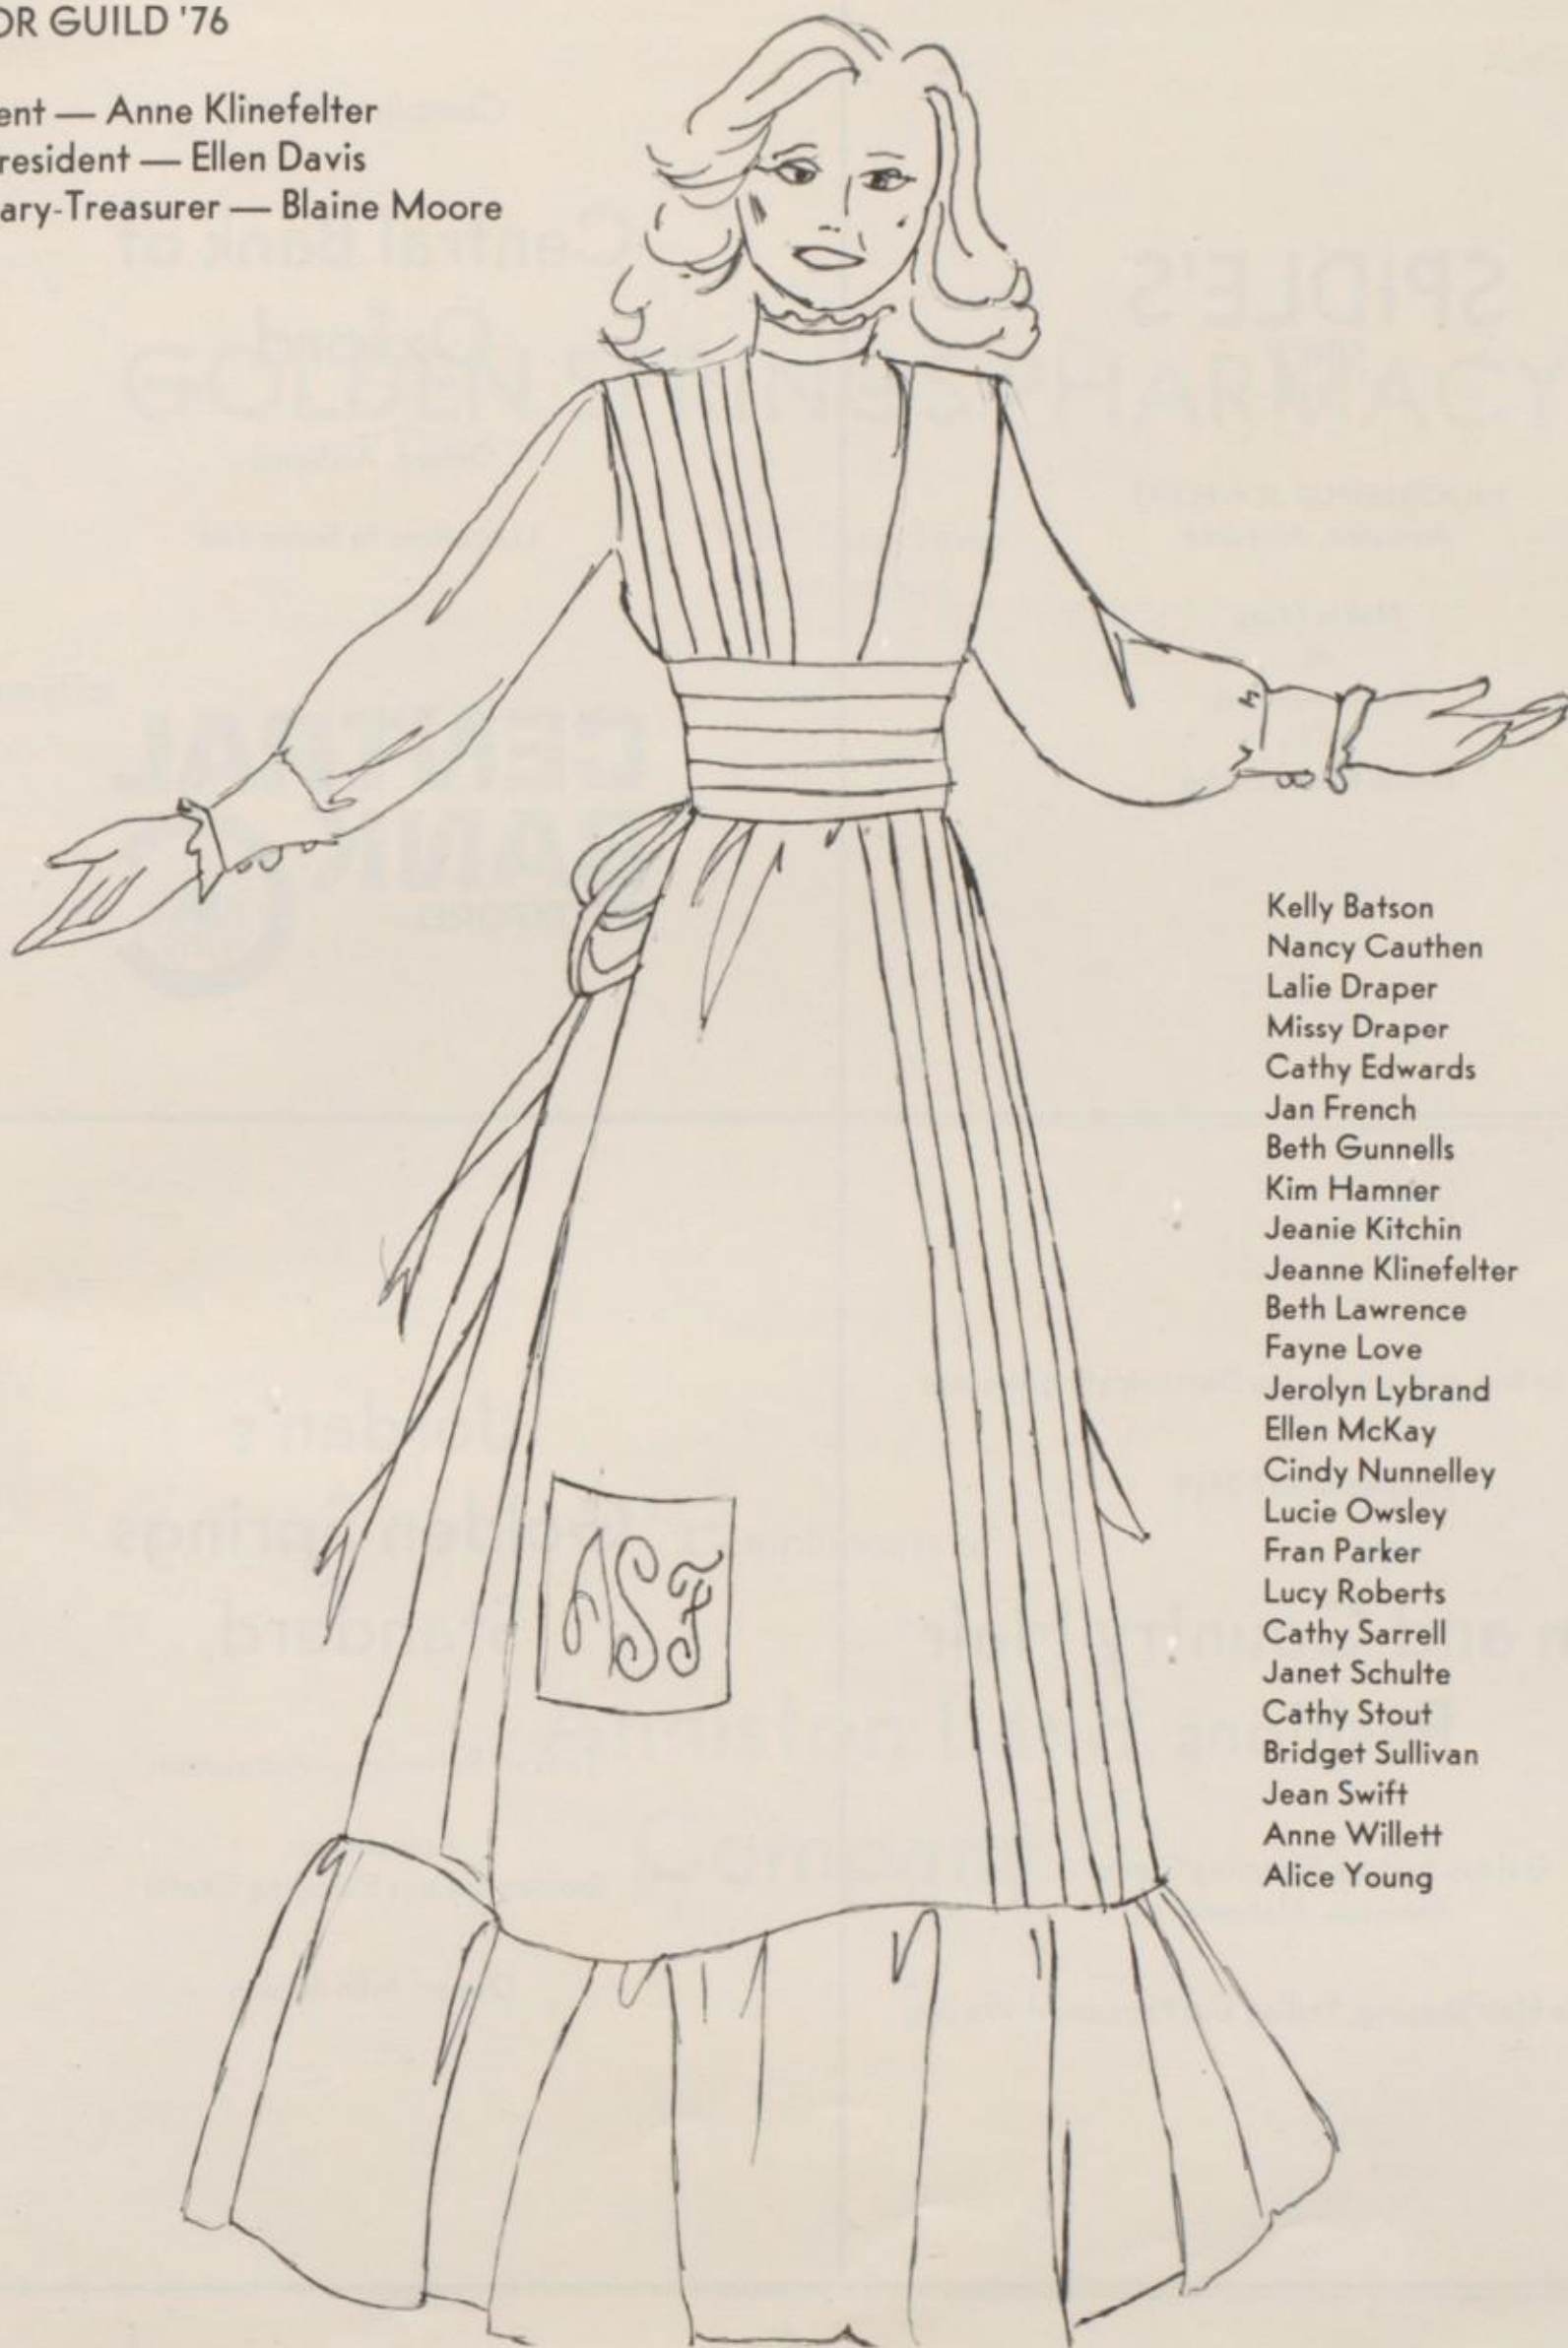 OR GUILD '76
ent — Anne Klinefelter
resident — Ellen Davis
ary-Treasurer — Blaine Moore
ASF
Kelly Batson
Nancy Cauthen
Lalie Draper
Missy Draper
Cathy Edwards
Jan French
Beth Gunnells
Kim Hamner
Jeanie Kitchin
Jeanne Klinefelter
Beth Lawrence
Fayne Love
Jerolyn Lybrand
Ellen McKay
Cindy Nunnelley
Lucie Owsley
Fran Parker
Lucy Roberts
Cathy Sarrell
Janet Schulte
Cathy Stout
Bridget Sullivan
Jean Swift
Anne Willett
Alice Young